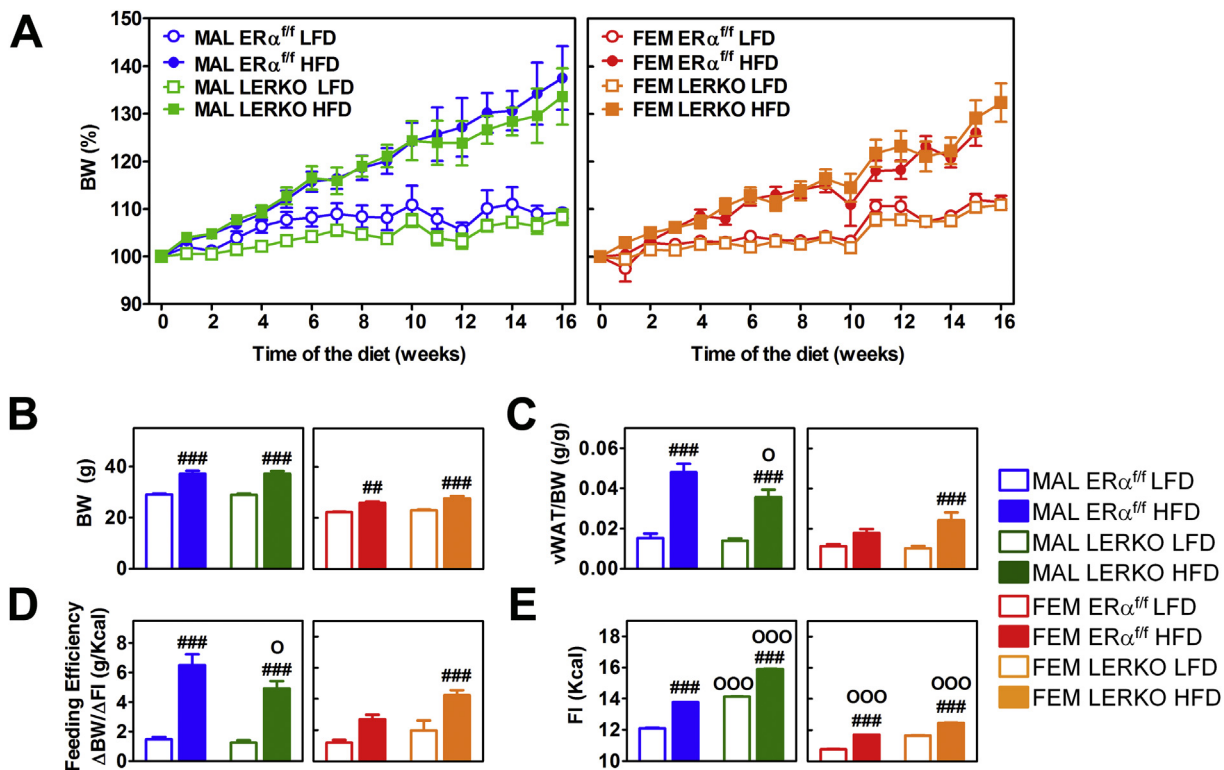 A
BW (%)
150
140
130
120
110
100
90
MAL ERα^f/f LFD
MAL ERα^f/f HFD
MAL LERKO LFD
MAL LERKO HFD
0 2 4 6 8 10 12 14 16
Time of the diet (weeks)
FEM ERα^f/f LFD
FEM ERα^f/f HFD
FEM LERKO LFD
FEM LERKO HFD
0 2 4 6 8 10 12 14 16
Time of the diet (weeks)
B
BW (g)
40
20
0
###
###
##
###
C
vWAT/BW (g/g)
0.06
0.04
0.02
0.00
###
O
###
###
D
Feeding Efficiency
ΔBW/ΔFI (g/Kcal)
8
6
4
2
0
###
O
###
###
E
FI (Kcal)
18
16
14
12
10
###
OOO
OOO
###
OOO
###
OOO
###
MAL ERα^f/f LFD
MAL ERα^f/f HFD
MAL LERKO LFD
MAL LERKO HFD
FEM ERα^f/f LFD
FEM ERα^f/f HFD
FEM LERKO LFD
FEM LERKO HFD